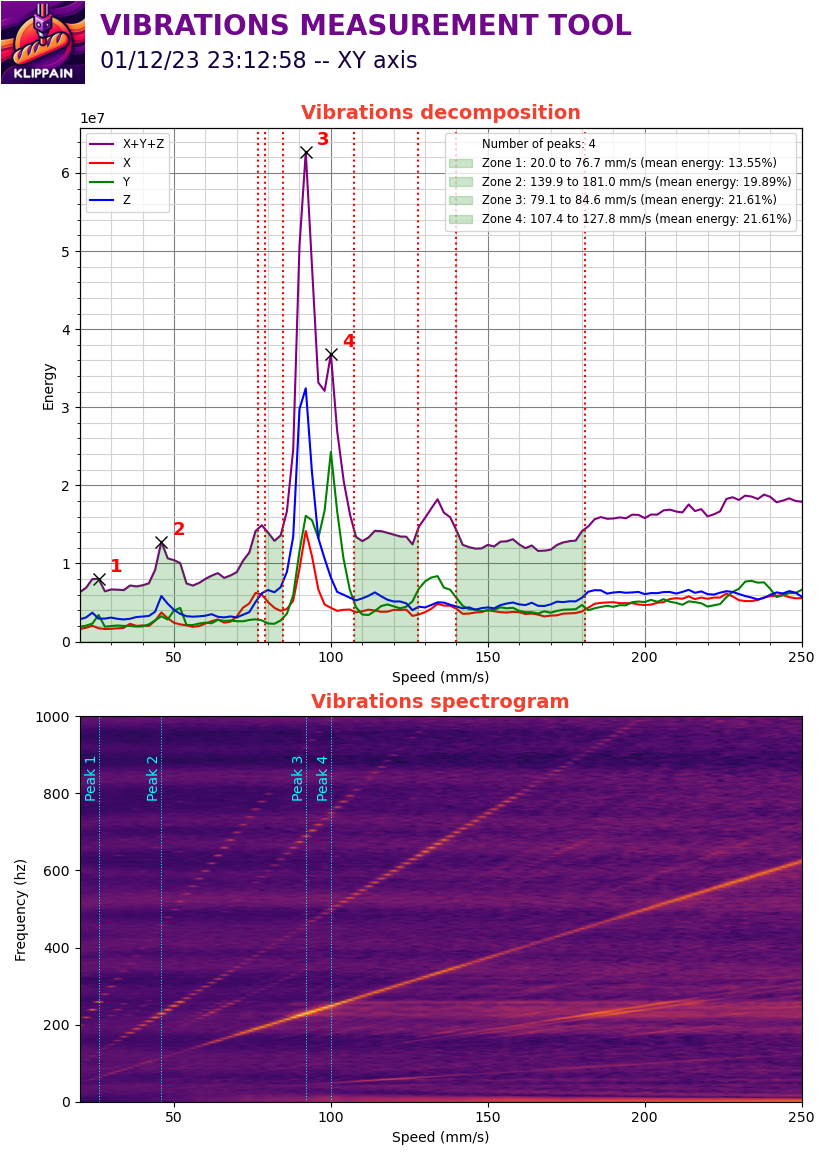 KLIPPAIN
VIBRATIONS MEASUREMENT TOOL
01/12/23 23:12:58 -- XY axis
Vibrations decomposition
1e7
X+Y+Z
X
Y
Z
Number of peaks: 4
Zone 1: 20.0 to 76.7 mm/s (mean energy: 13.55%)
Zone 2: 139.9 to 181.0 mm/s (mean energy: 19.89%)
Zone 3: 79.1 to 84.6 mm/s (mean energy: 21.61%)
Zone 4: 107.4 to 127.8 mm/s (mean energy: 21.61%)
3
4
2
1
6
5
4
3
2
1
0
Energy
50 100 150 200 250
Speed (mm/s)
Vibrations spectrogram
1000
800
600
400
200
0
Frequency (hz)
Peak 1
Peak 2
Peak 3
Peak 4
50 100 150 200 250
Speed (mm/s)